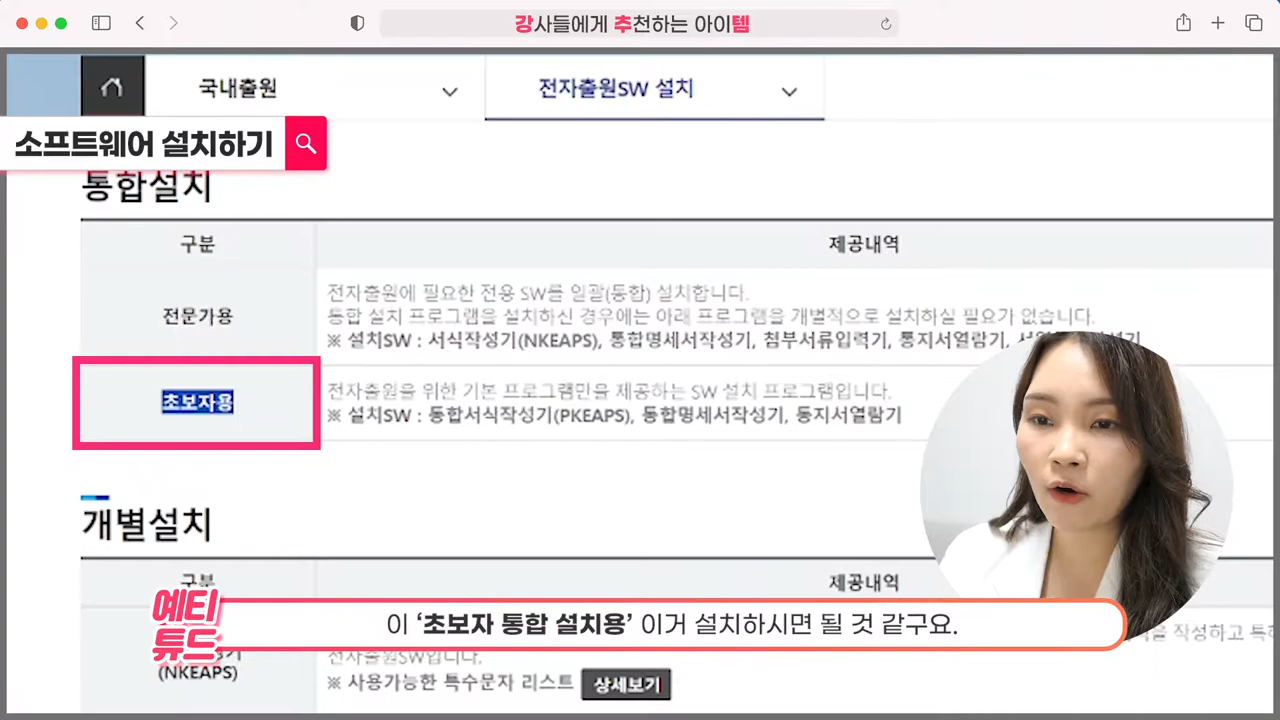 강사들에게 추천하는 아이템
국내출원
전자출원SW 설치
소프트웨어 설치하기
통합설치
구분
제공내역
전문가용
전자출원에 필요한 전용 SW를 일괄(통합) 설치합니다.
통합 설치 프로그램을 설치하신 경우에는 아래 프로그램을 개별적으로 설치하실 필요가 없습니다.
※ 설치SW : 서식작성기(NKEAPS), 통합명세서작성기, 첨부서류입력기, 통지서열람기,
초보자용
전자출원을 위한 기본 프로그램만을 제공하는 SW 설치 프로그램입니다.
※ 설치SW : 통합서식작성기(PKEAPS), 통합명세서작성기, 통지서열람기
개별설치
구분
제공내역
예티튜드
이 ‘초보자 통합 설치용’ 이거 설치하시면 될 것 같구요.
작성하고
(NKEAPS)
전자출원SW입니다.
※ 사용가능한 특수문자 리스트
상세보기